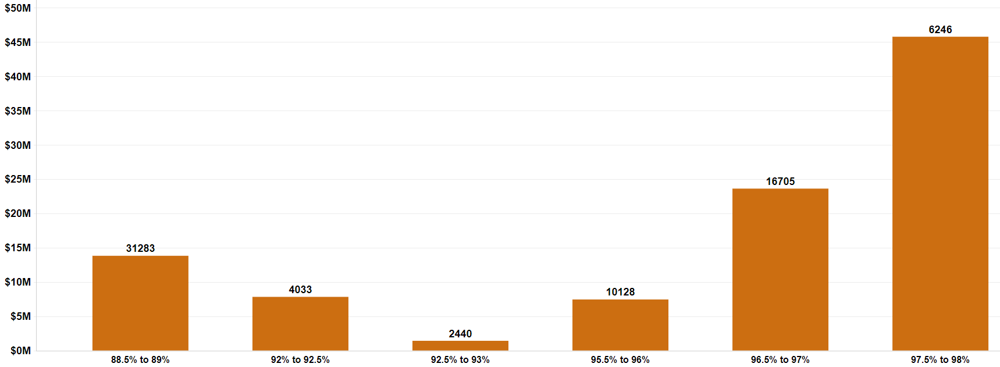 $50M
$45M
$40M
$35M
$30M
$25M
$20M
$15M
$10M
$5M
$0M
31283
4033
2440
10128
16705
6246
88.5% to 89%
92% to 92.5%
92.5% to 93%
95.5% to 96%
96.5% to 97%
97.5% to 98%